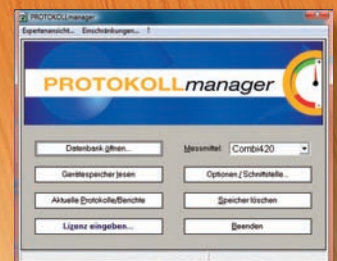 PROTOKOLLmanager
Expertenansicht... Einschränkungen... !
PROTOKOLLmanager
Datenbank öffnen... Messmittel: Combi420
Gerätespeicher lesen Optionen / Schnittstelle...
Aktuelle Protokolle/Berichte Speicher löschen
Lizenz eingeben... Beenden